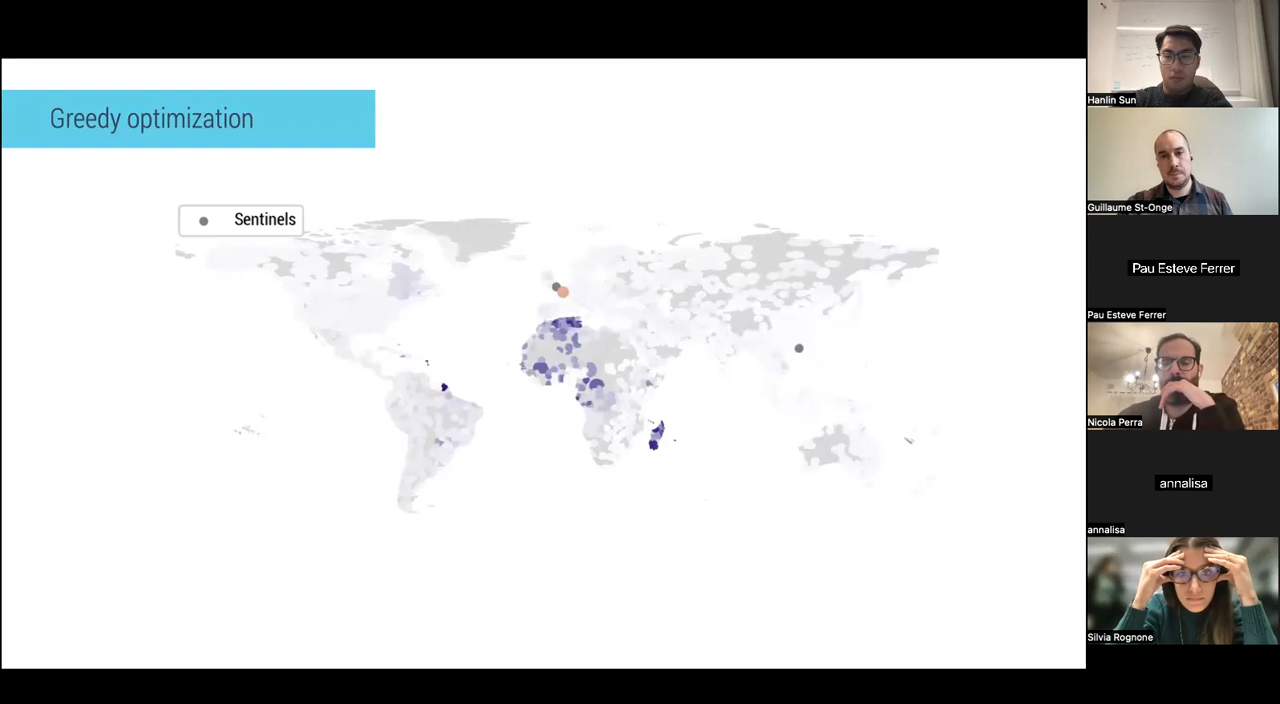 Greedy optimization
Sentinels
Hanlin Sun
Guillaume St-Onge
Pau Esteve Ferrer
Pau Esteve Ferrer
Nicola Perra
annalisa
annalisa
Silvia Rognone